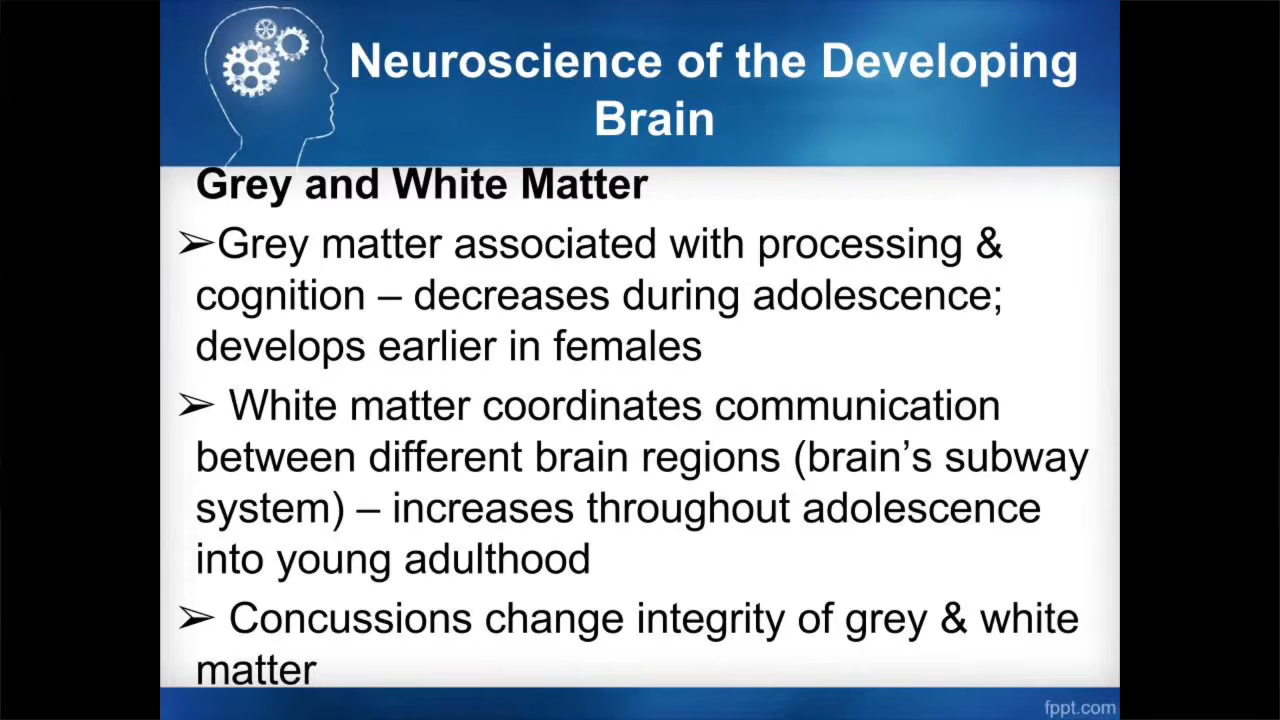 Neuroscience of the Developing
Brain
Grey and White Matter
➢Grey matter associated with processing &
cognition – decreases during adolescence;
develops earlier in females
➢ White matter coordinates communication
between different brain regions (brain’s subway
system) – increases throughout adolescence
into young adulthood
➢ Concussions change integrity of grey & white
matter
fppt.com